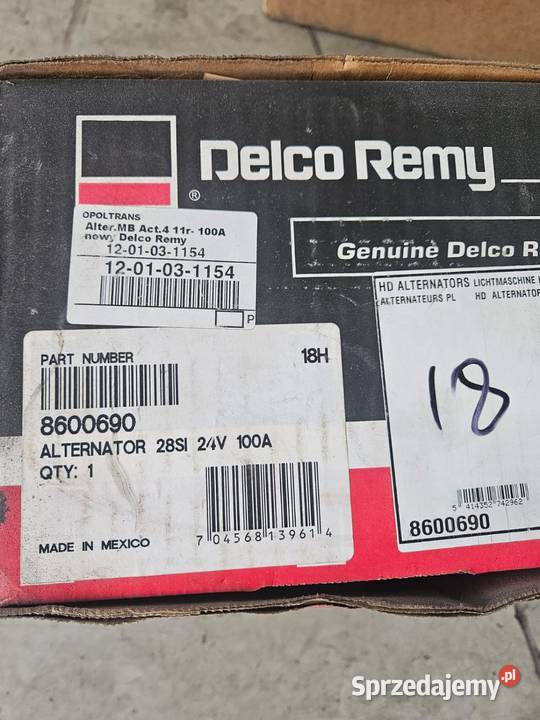 Delco Remy
®
OPOLTRANS
Alter.MB Act.4 11r- 100A
nowy Delco Remy
12-01-03-1154
12-01-03-1154
P
Genuine Delco R
HD ALTERNATORS LICHTMASCHINE
ALTERNATEURS PL HD ALTERNATOR
18
5 414352 742962
8600690
PART NUMBER 18H
8600690
ALTERNATOR 28SI 24V 100A
QTY: 1
MADE IN MEXICO
7 04568 13961 4
Sprzedajemy.pl